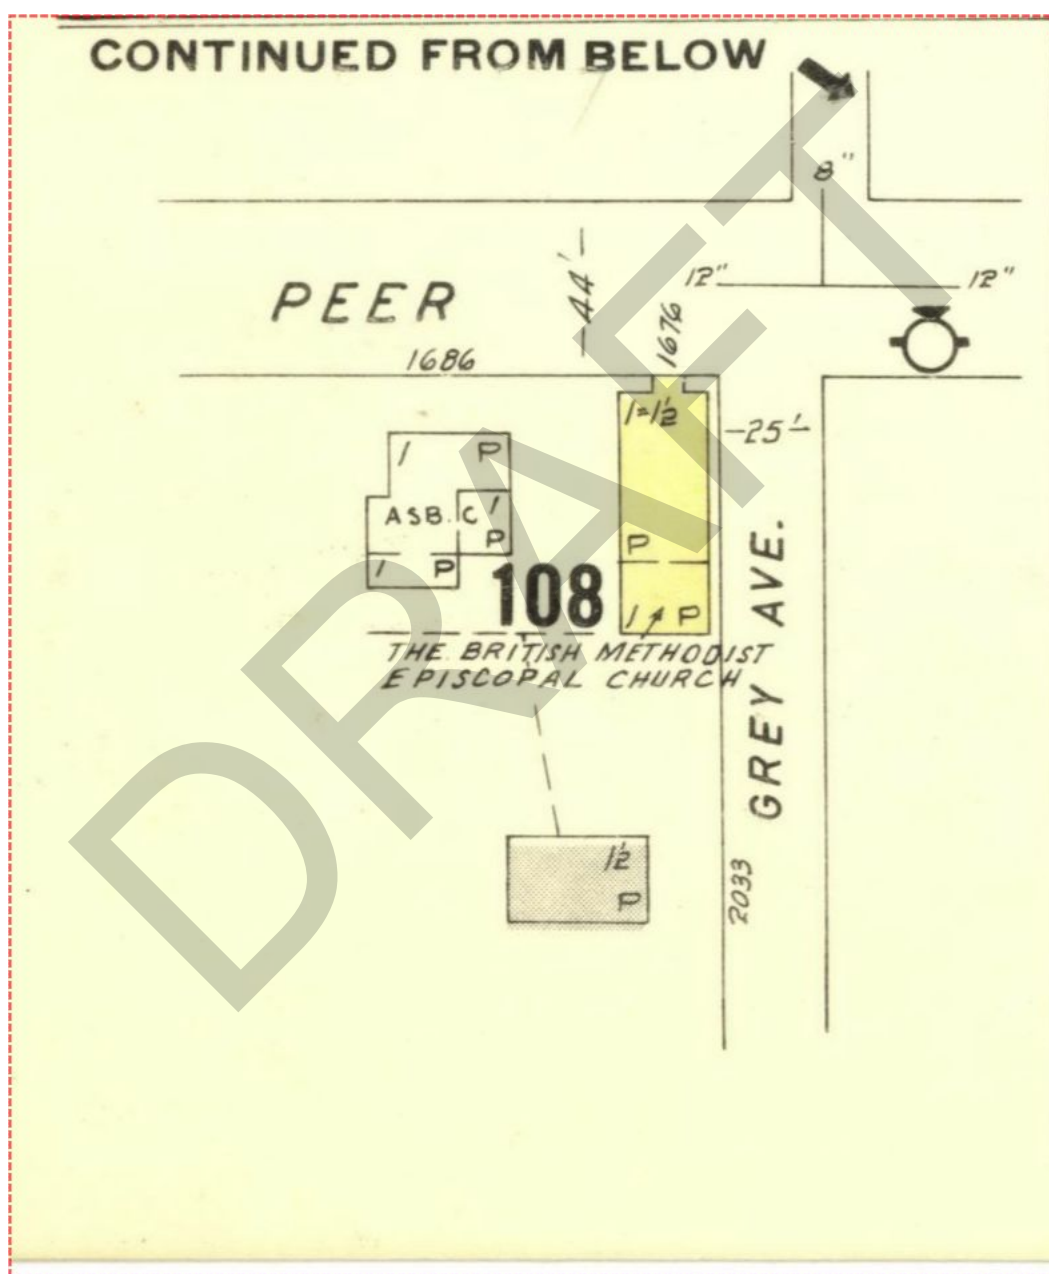 CONTINUED FROM BELOW
8"
12"
12"
PEER
44'
1676
1686
1=1½
25'
1
P
ASB. C
1
P
P
1
P
108
1
P
THE BRITISH METHODIST
EPISCOPAL CHURCH
GREY AVE.
1½
P
2033
DRAFT